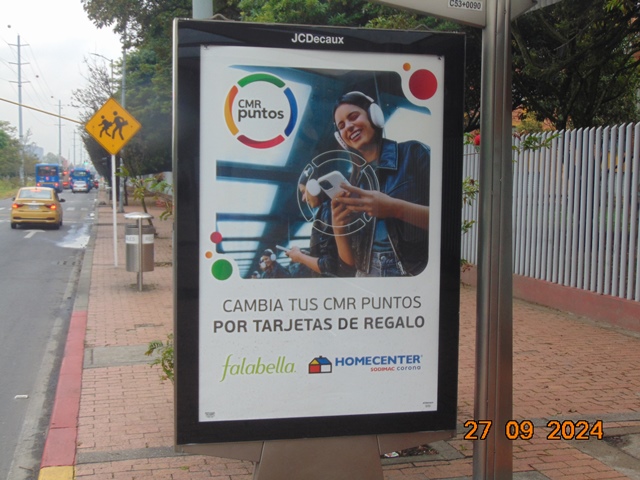 C53+0090
JCDecaux
CMR
puntos
CAMBIA TUS CMR PUNTOS
POR TARJETAS DE REGALO
falabella.
HOMECENTER
SODIMAC corona
27 09 2024